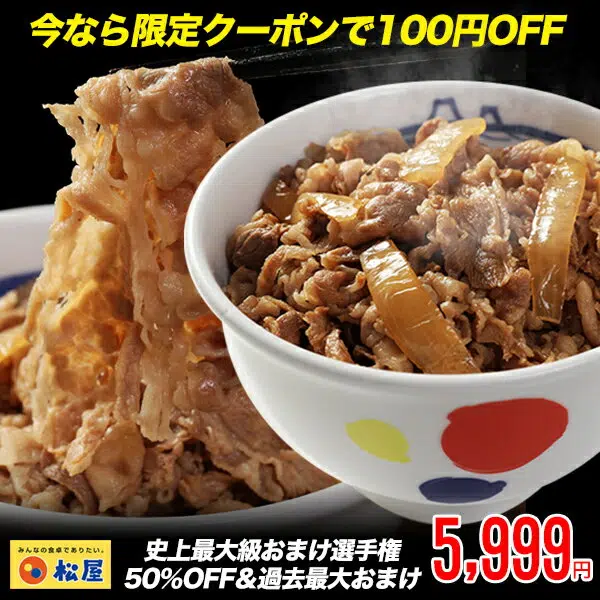 今なら限定クーポンで100円OFF
みんなの食卓でありたい。
松屋
史上最大級おまけ選手権
50%OFF&過去最大おまけ
5,999円